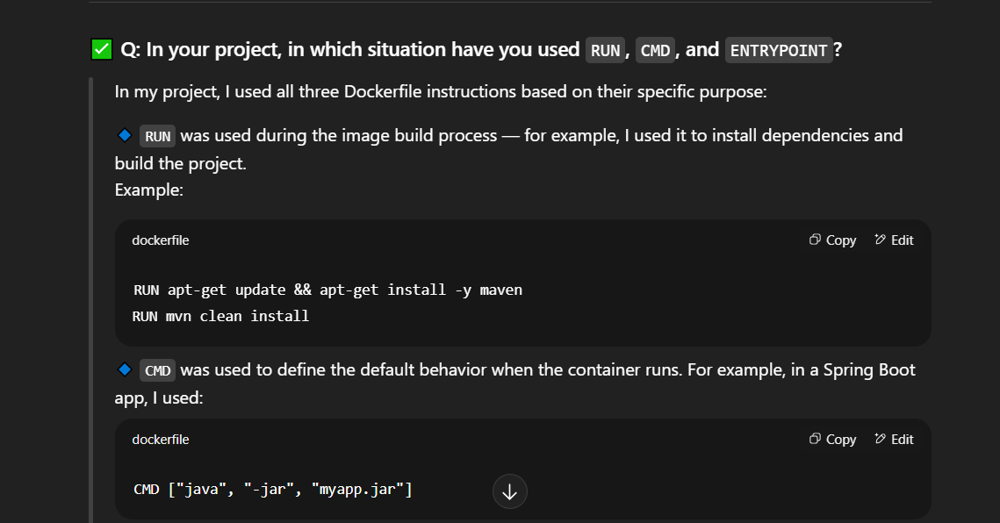 Q: In your project, in which situation have you used RUN, CMD, and ENTRYPOINT?
In my project, I used all three Dockerfile instructions based on their specific purpose:
RUN was used during the image build process — for example, I used it to install dependencies and
build the project.
Example:
dockerfile
Copy Edit
RUN apt-get update && apt-get install -y maven
RUN mvn clean install
CMD was used to define the default behavior when the container runs. For example, in a Spring Boot
app, I used:
dockerfile
Copy Edit
CMD ["java", "-jar", "myapp.jar"]